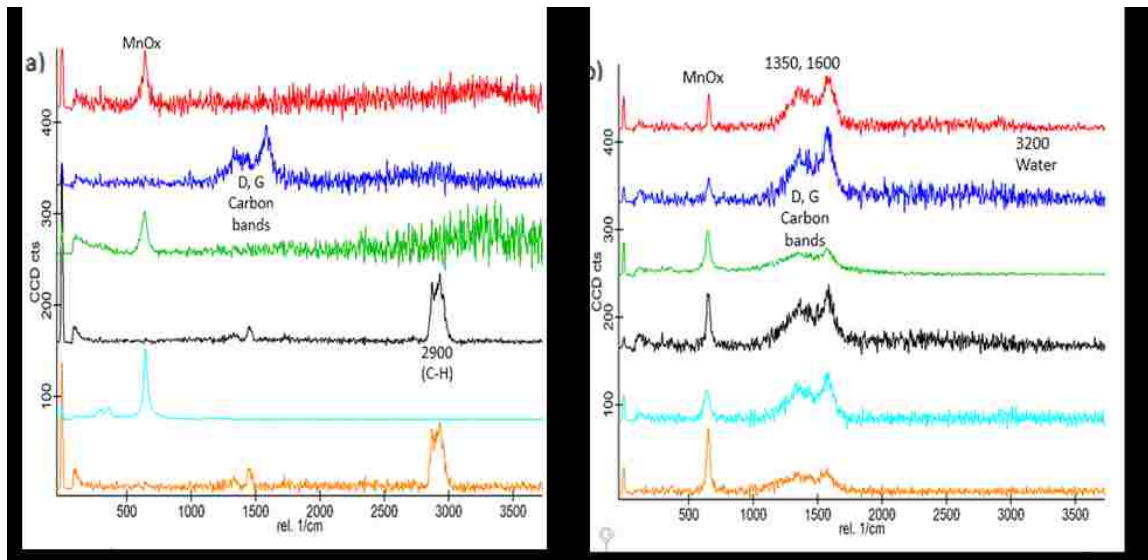 a)
MnOx
400
D, G
Carbon
bands
300
CCD cts
200
2900
(C-H)
100
500 1000 1500 2000 2500 3000 3500
rel. 1/cm
1350, 1600
MnOx
3200
Water
400
D, G
Carbon
bands
300
CCD cts
200
100
500 1000 1500 2000 2500 3000 3500
rel. 1/cm